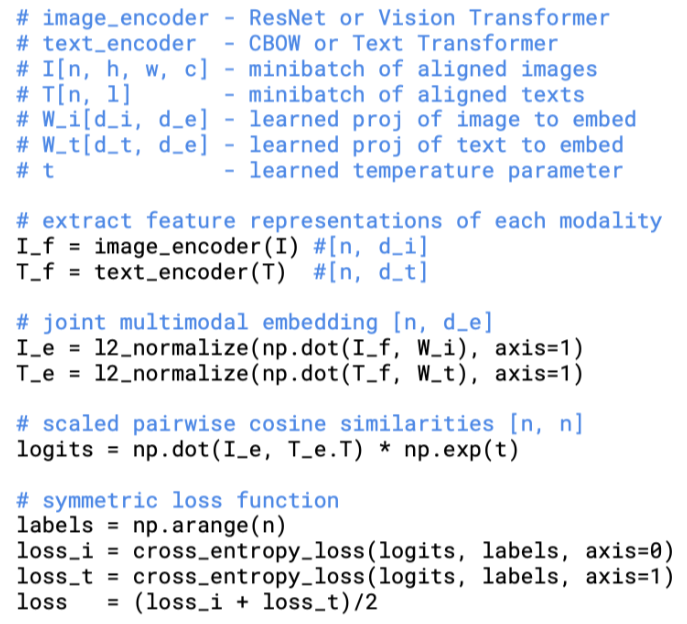 # image_encoder - ResNet or Vision Transformer
# text_encoder  - CBOW or Text Transformer
# I[n, h, w, c] - minibatch of aligned images
# T[n, l]       - minibatch of aligned texts
# W_i[d_i, d_e] - learned proj of image to embed
# W_t[d_t, d_e] - learned proj of text to embed
# t             - learned temperature parameter
# extract feature representations of each modality
I_f = image_encoder(I) #[n, d_i]
T_f = text_encoder(T)  #[n, d_t]
# joint multimodal embedding [n, d_e]
I_e = l2_normalize(np.dot(I_f, W_i), axis=1)
T_e = l2_normalize(np.dot(T_f, W_t), axis=1)
# scaled pairwise cosine similarities [n, n]
logits = np.dot(I_e, T_e.T) * np.exp(t)
# symmetric loss function
labels = np.arange(n)
loss_i = cross_entropy_loss(logits, labels, axis=0)
loss_t = cross_entropy_loss(logits, labels, axis=1)
loss   = (loss_i + loss_t)/2